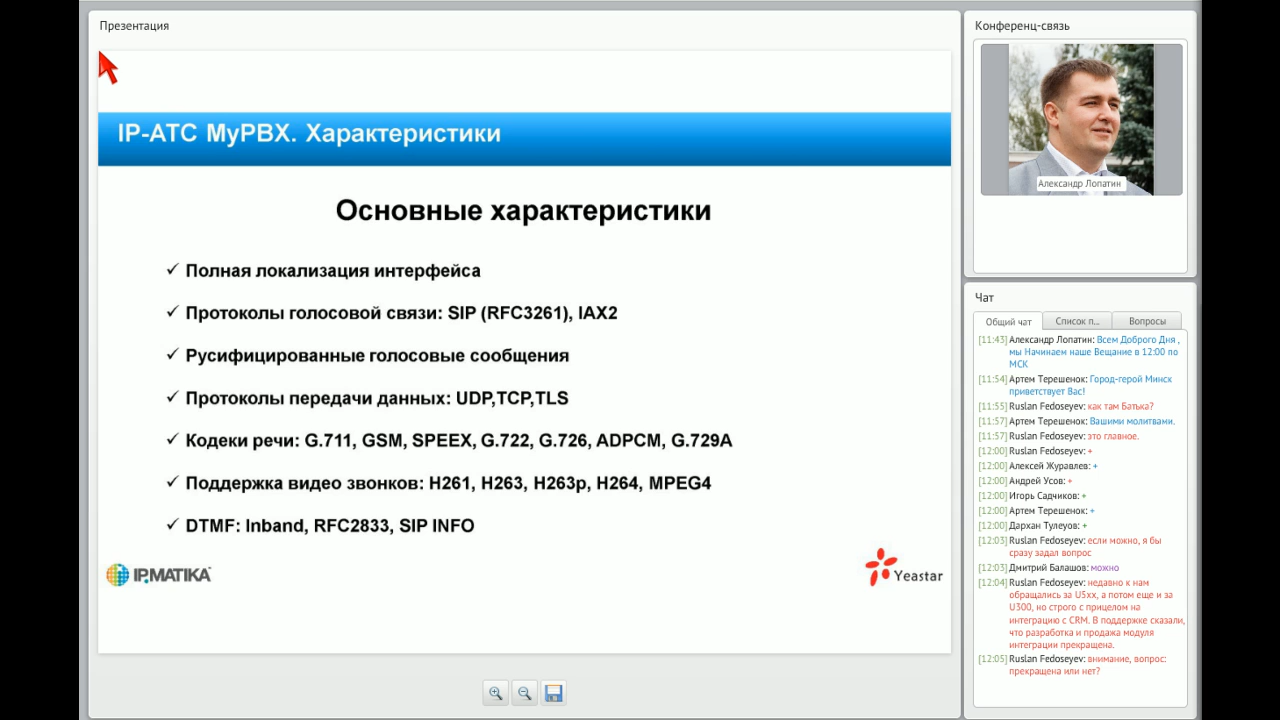 Презентация
IP-АТС MyPBX. Характеристики
Основные характеристики
✓ Полная локализация интерфейса
✓ Протоколы голосовой связи: SIP (RFC3261), IAX2
✓ Русифицированные голосовые сообщения
✓ Протоколы передачи данных: UDP,TCP,TLS
✓ Кодеки речи: G.711, GSM, SPEEX, G.722, G.726, ADPCM, G.729A
✓ Поддержка видео звонков: H261, H263, H263p, H264, MPEG4
✓ DTMF: Inband, RFC2833, SIP INFO
IPMATIKA
Yeastar
Конференц-связь
Александр Лопатин
Чат
Общий чат Список п... Вопросы
[11:43] Александр Лопатин: Всем Доброго Дня ,
мы Начинаем наше Вещание в 12:00 по
МСК
[11:54] Артем Терешенок: Город-герой Минск
приветствует Вас!
[11:55] Ruslan Fedoseyev: как там Батька?
[11:57] Артем Терешенок: Вашими молитвами.
[11:57] Ruslan Fedoseyev: это главное.
[12:00] Ruslan Fedoseyev: +
[12:00] Алексей Журавлев: +
[12:00] Андрей Усов: +
[12:00] Игорь Садчиков: +
[12:00] Артем Терешенок: +
[12:00] Дархан Тулеуов: +
[12:03] Ruslan Fedoseyev: если можно, я бы
сразу задал вопрос
[12:03] Дмитрий Балашов: можно
[12:04] Ruslan Fedoseyev: недавно к нам
обращались за U5xx, а потом еще и за
U300, но строго с прицелом на
интеграцию с CRM. В поддержке сказали,
что разработка и продажа модуля
интеграции прекращена.
[12:05] Ruslan Fedoseyev: внимание, вопрос:
прекращена или нет?